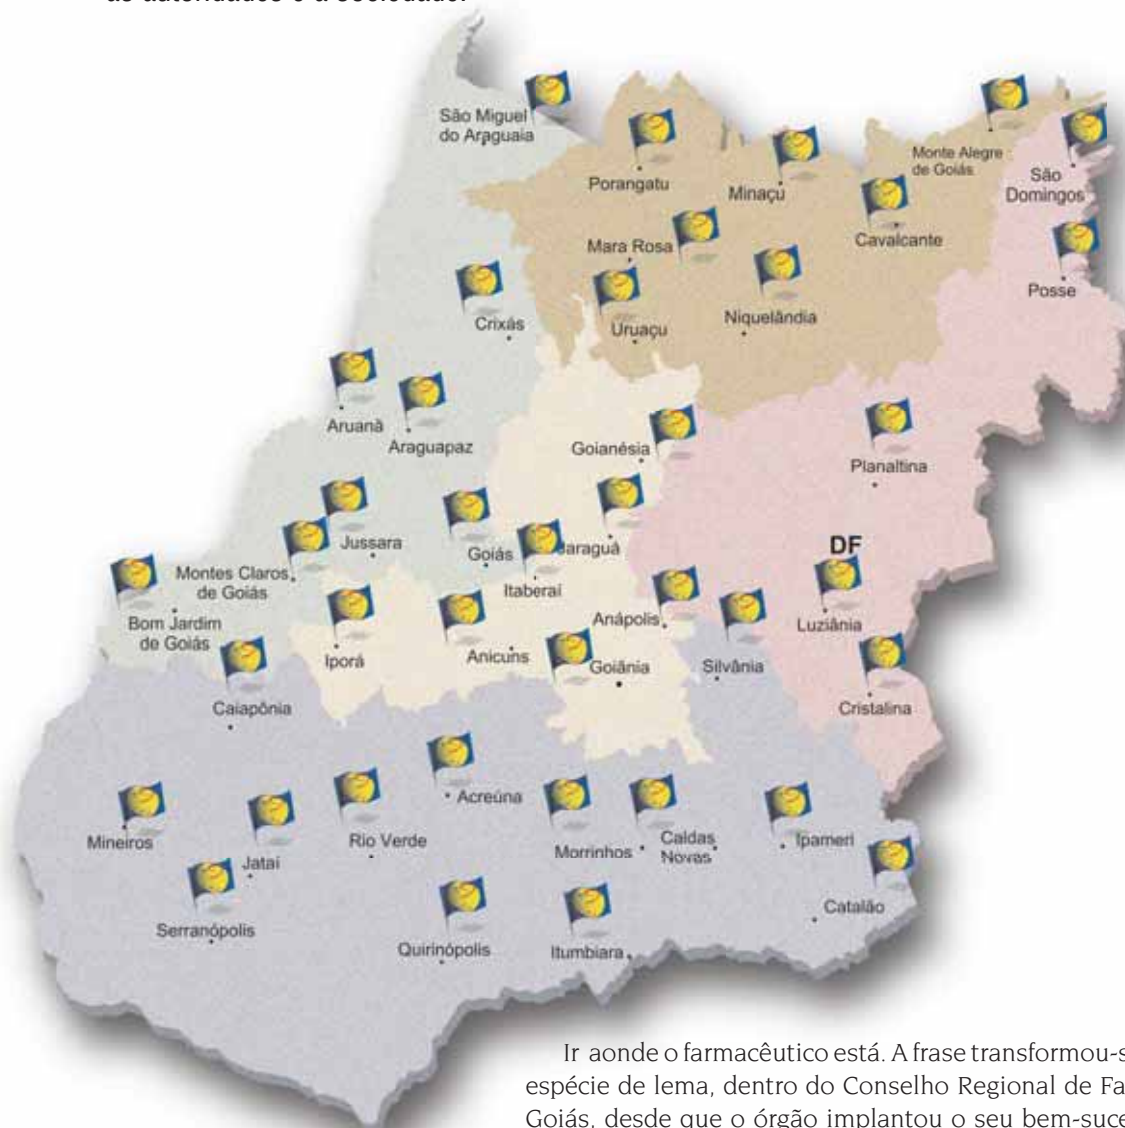 São Miguel
do Araguaia
Porangatu
Minaçu
Monte Alegre
de Goiás
São
Domingos
Cavalcante
Mara Rosa
Posse
Crixás
Uruaçu
Niquelândia
Aruanã
Araguapaz
Goianésia
Planaltina
Jussara
Goiás
Jaraguá
DF
Montes Claros
de Goiás
Itaberaí
Bom Jardim
de Goiás
Anápolis
Luziânia
Iporá
Anicuns
Goiânia
Silvânia
Caiapônia
Cristalina
Acreúna
Mineiros
Jataí
Rio Verde
Morrinhos
Caldas
Novas
Ipameri
Catalão
Serranópolis
Quirinópolis
Itumbiara
Ir aonde o farmacêutico está. A frase transformou-s
espécie de lema, dentro do Conselho Regional de Fa
Goiás, desde que o órgão implantou o seu bem-suce